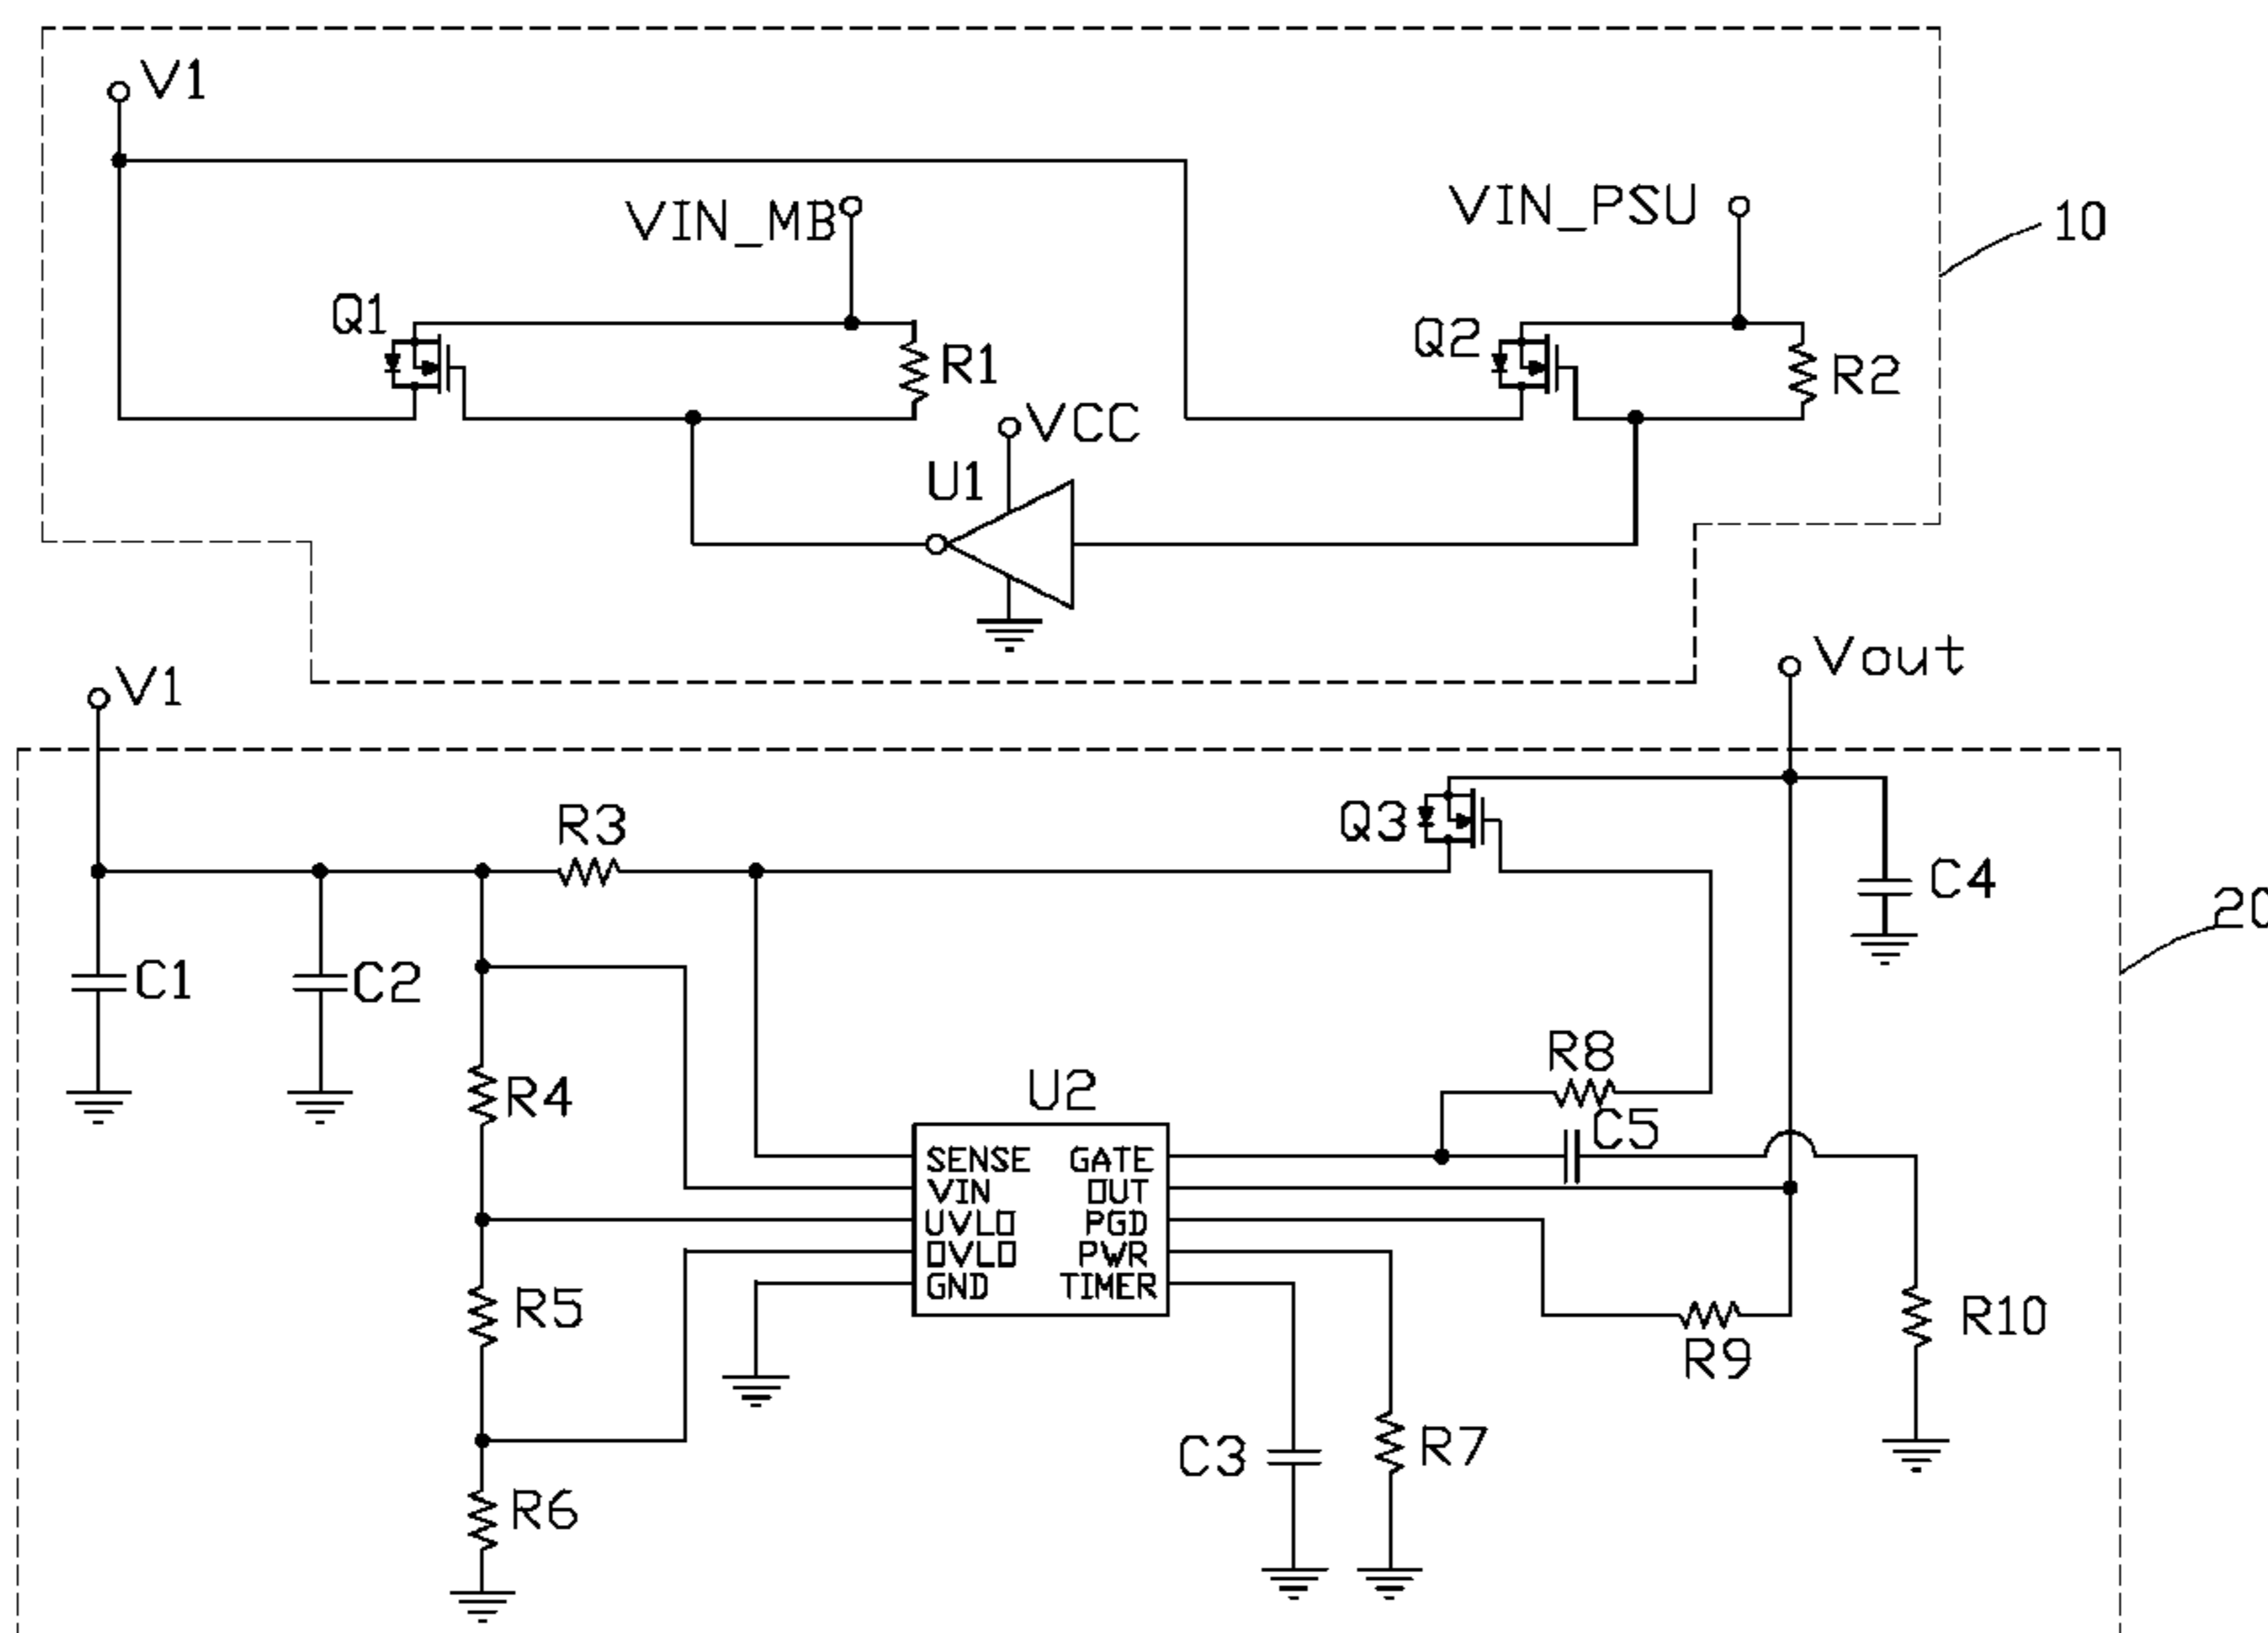 V1
VIN_MB
VIN_PSU
10
Q1
R1
Q2
R2
VCC
U1
V1
Vout
R3
Q3
C4
20
C1
C2
R4
R8
U2
C5
SENSE GATE
VIN OUT
UVLO PGD
OVLO PWR
GND TIMER
R5
R10
R9
C3
R7
R6